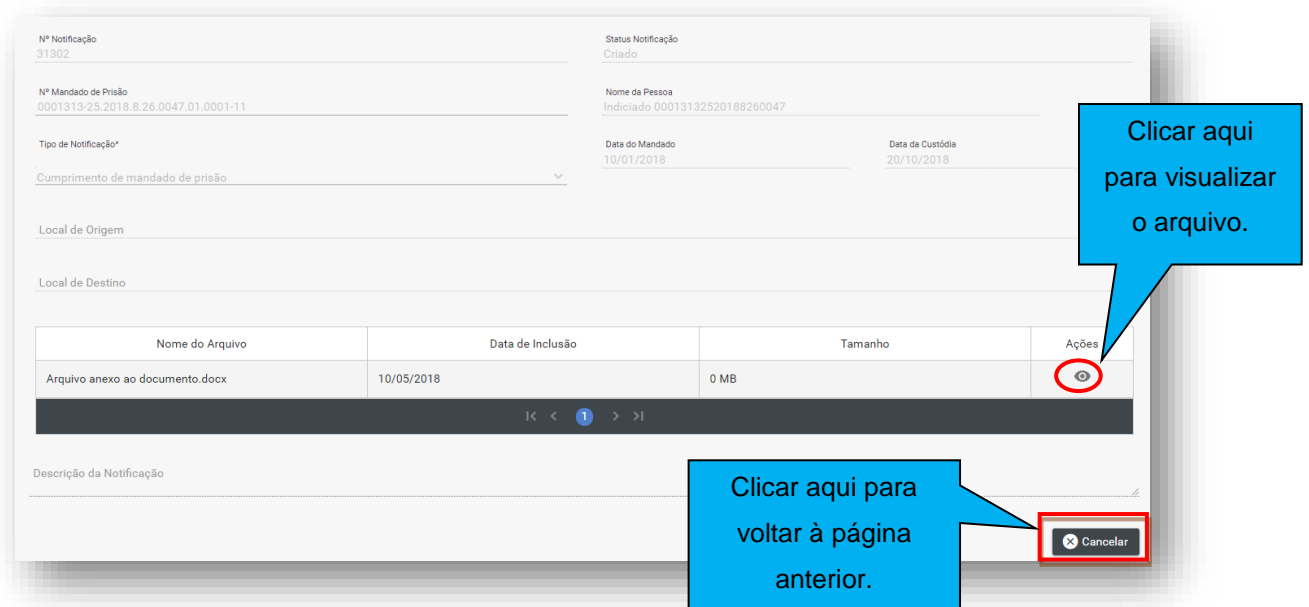 Nº Notificação
31302
Status Notificação
Criado
Nº Mandado de Prisão
0001313-25.2018.8.26.0047.01.0001-11
Nome da Pessoa
Indiciado 00013132520188260047
Tipo de Notificação*
Cumprimento de mandado de prisão
Data do Mandado
10/01/2018
Data da Custódia
20/10/2018
Clicar aqui
para visualizar
o arquivo.
Local de Origem
Local de Destino
Nome do Arquivo Data de Inclusão Tamanho Ações
Arquivo anexo ao documento.docx 10/05/2018 0 MB
1
Descrição da Notificação
Clicar aqui para
voltar à página
anterior.
Cancelar